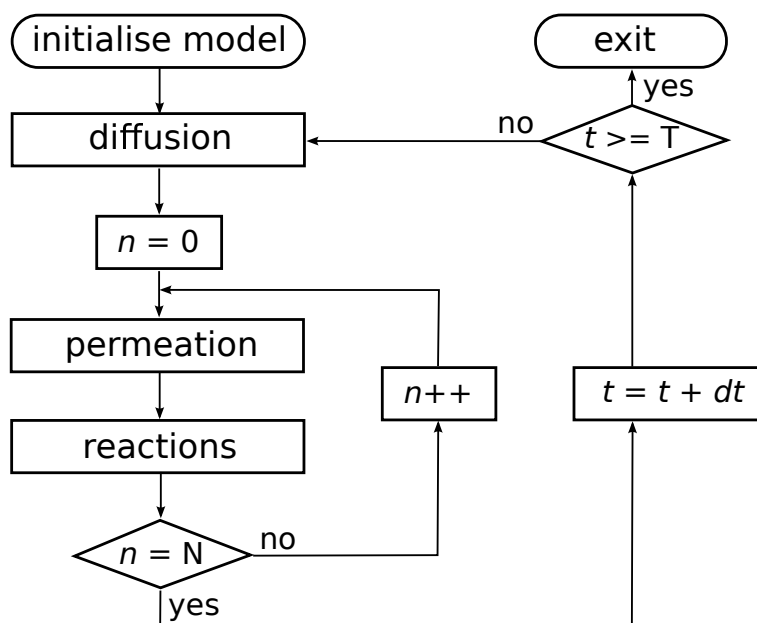 initialise model
diffusion
n = 0
permeation
reactions
n = N
no
yes
n++
t = t + dt
t >= T
no
yes
exit